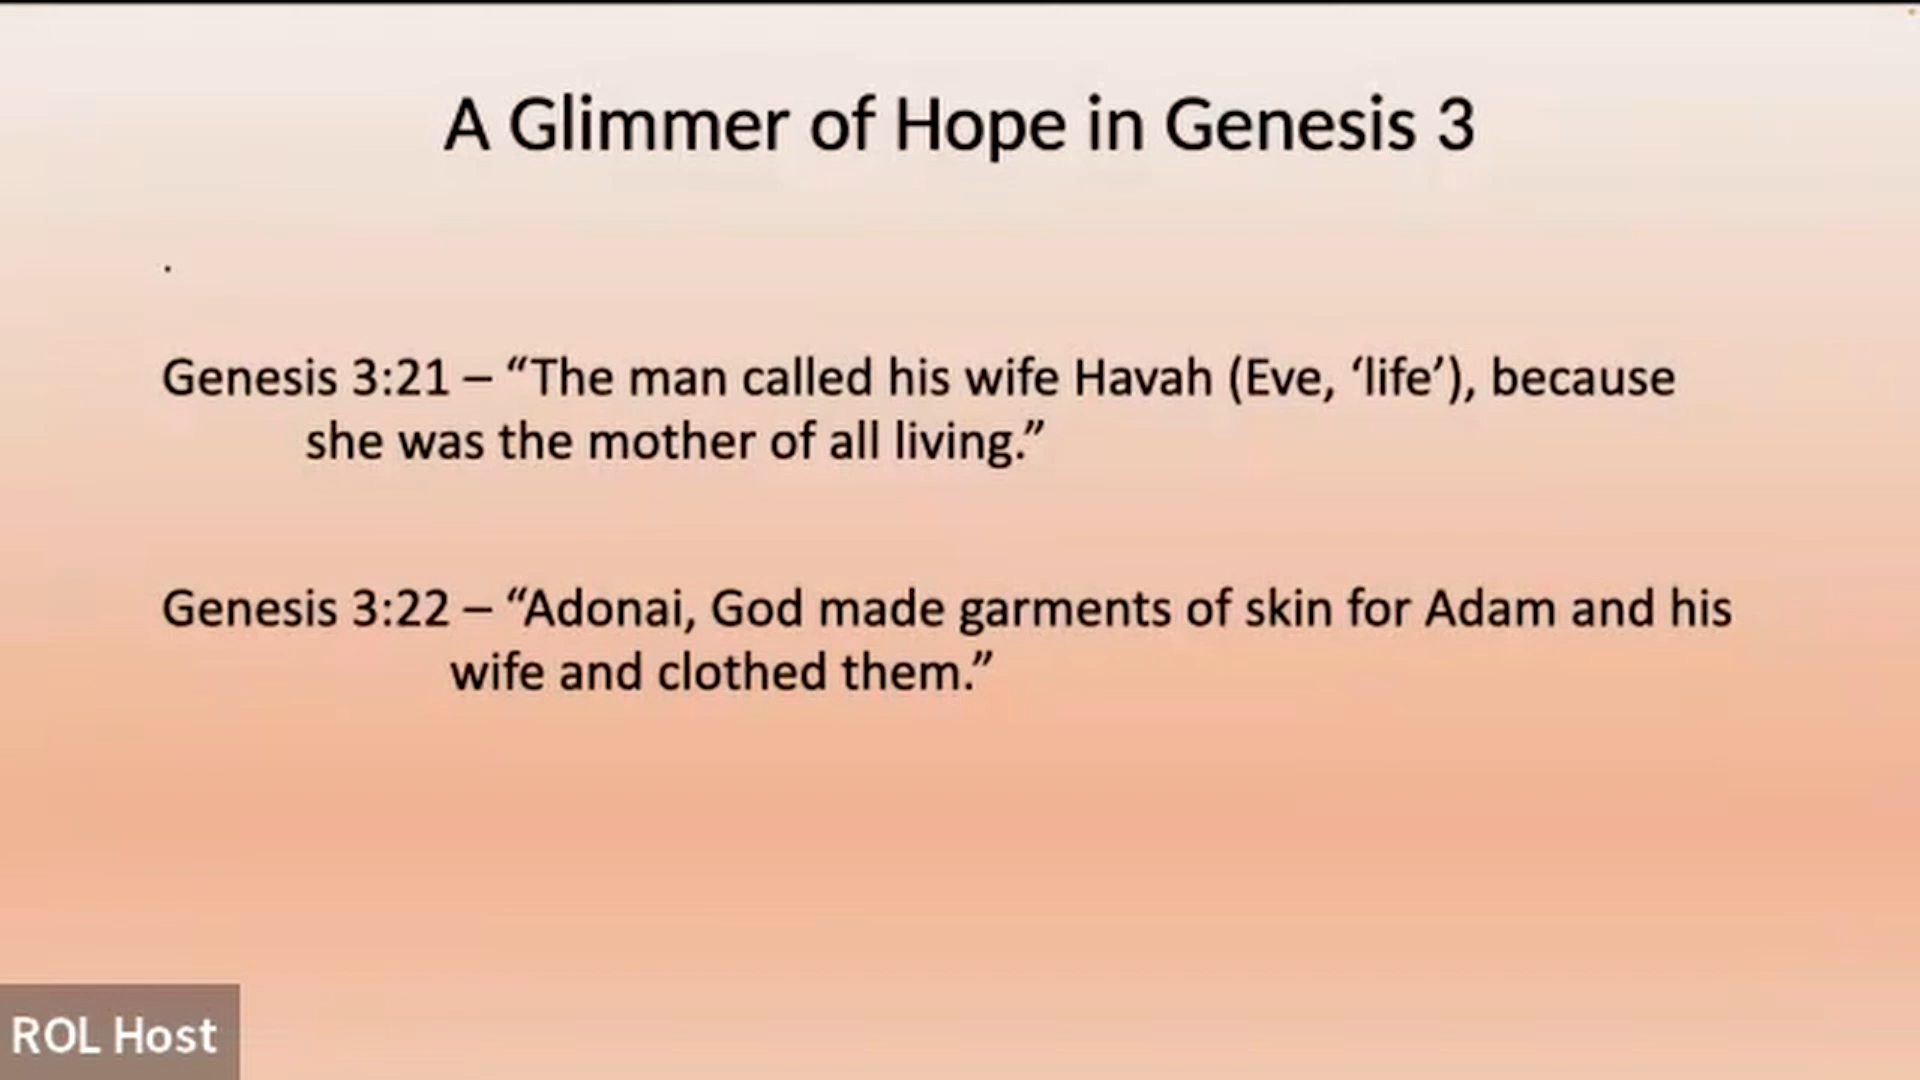 A Glimmer of Hope in Genesis 3
.
Genesis 3:21 – “The man called his wife Havah (Eve, ‘life’), because
she was the mother of all living.”
Genesis 3:22 – “Adonai, God made garments of skin for Adam and his
wife and clothed them.”
ROL Host